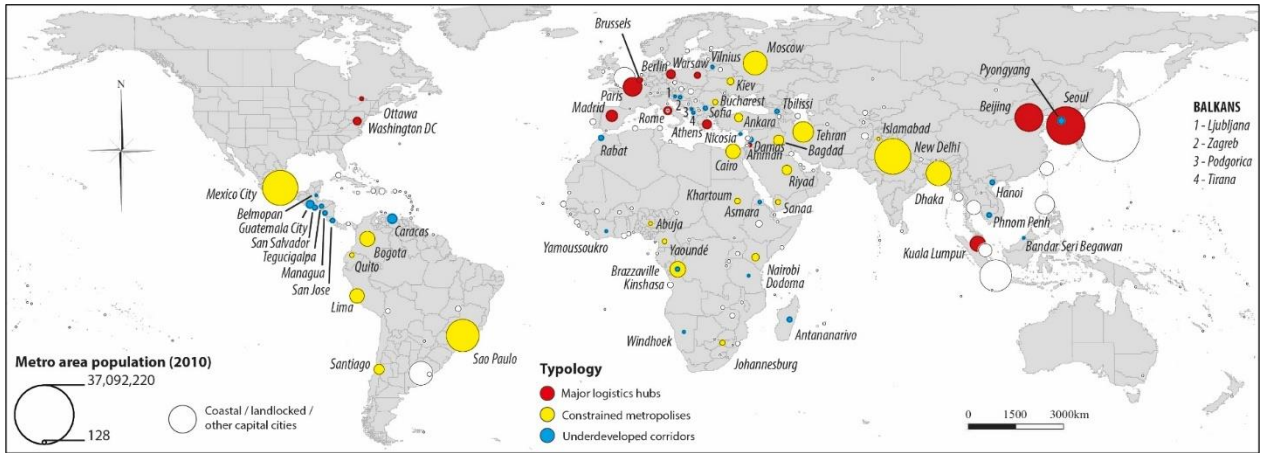 Brussels
Moscow
Berlin
Warsaw
Vilnius
Kiev
Paris
1
2
3
4
Bucharest
Sofia
Tbilisi
Madrid
Rome
Ankara
Athens
Nicosia
Tehran
Damas
Amman
Bagdad
Rabat
Cairo
Riyad
Islamabad
New Delhi
Dhaka
Beijing
Pyongyang
Seoul
BALKANS
1 - Ljubljana
2 - Zagreb
3 - Podgorica
4 - Tirana
N
Ottawa
Washington DC
Mexico City
Belmopan
Guatemala City
San Salvador
Tegucigalpa
Managua
San Jose
Caracas
Bogota
Quito
Lima
Sao Paulo
Santiago
Khartoum
Asmara
Sanaa
Abuja
Yamoussoukro
Yaoundé
Brazzaville
Kinshasa
Nairobi
Dodoma
Windhoek
Antananarivo
Johannesburg
Hanoi
Phnom Penh
Kuala Lumpur
Bandar Seri Begawan
Metro area population (2010)
37,092,220
128
Coastal / landlocked /
other capital cities
Typology
Major logistics hubs
Constrained metropolises
Underdeveloped corridors
0 1500 3000km